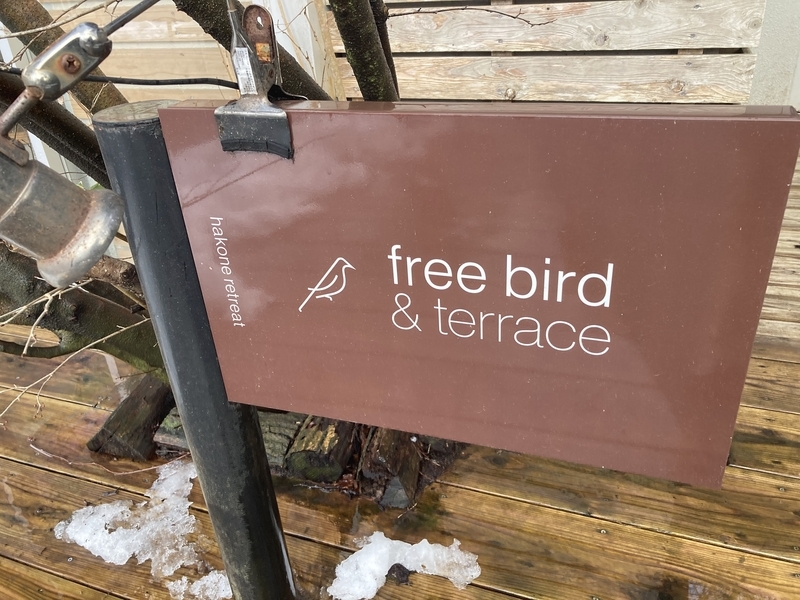 hakone retreat
free bird
& terrace